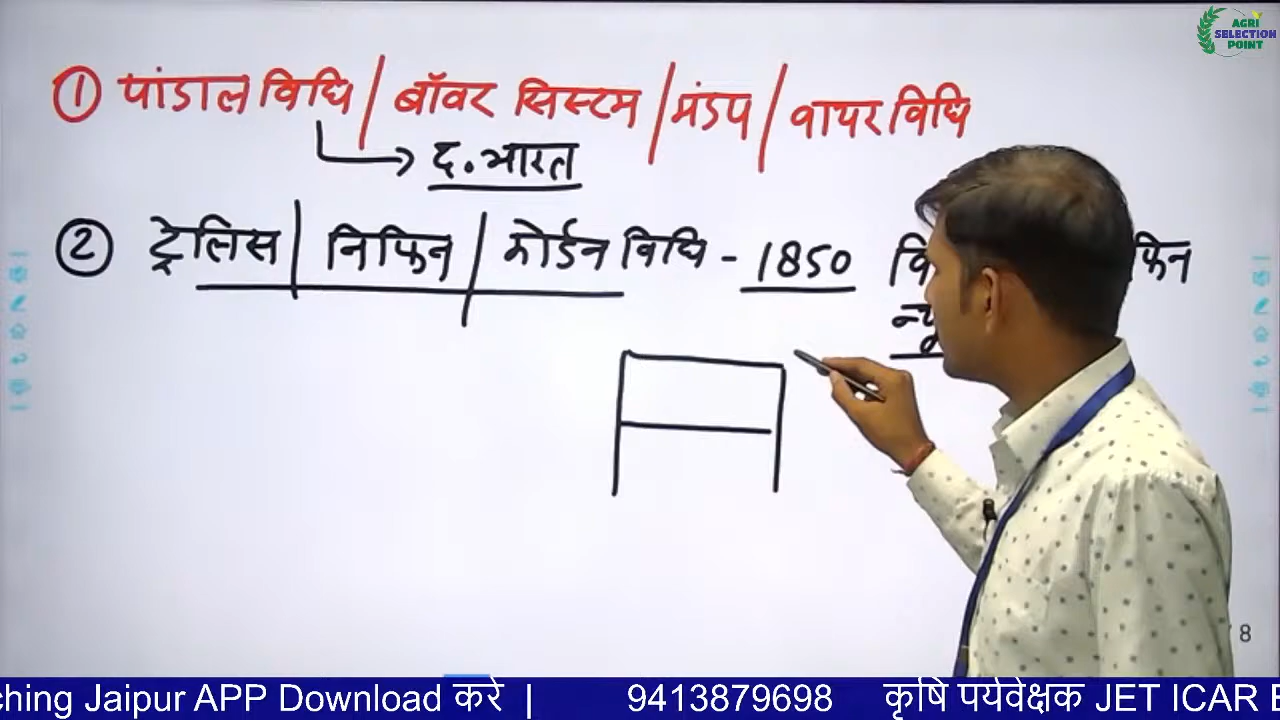 AGRI
SELECTION
POINT
① पांडाल विधि / बॉवर सिस्टम / मंडप / वायर विधि
→ द. भारत
② ट्रेलिस | निफिन | कोर्डन विधि - 1850 वि फिन
न्यू
8
ching Jaipur APP Download करे | 9413879698 कृषि पर्यवेक्षक JET ICAR